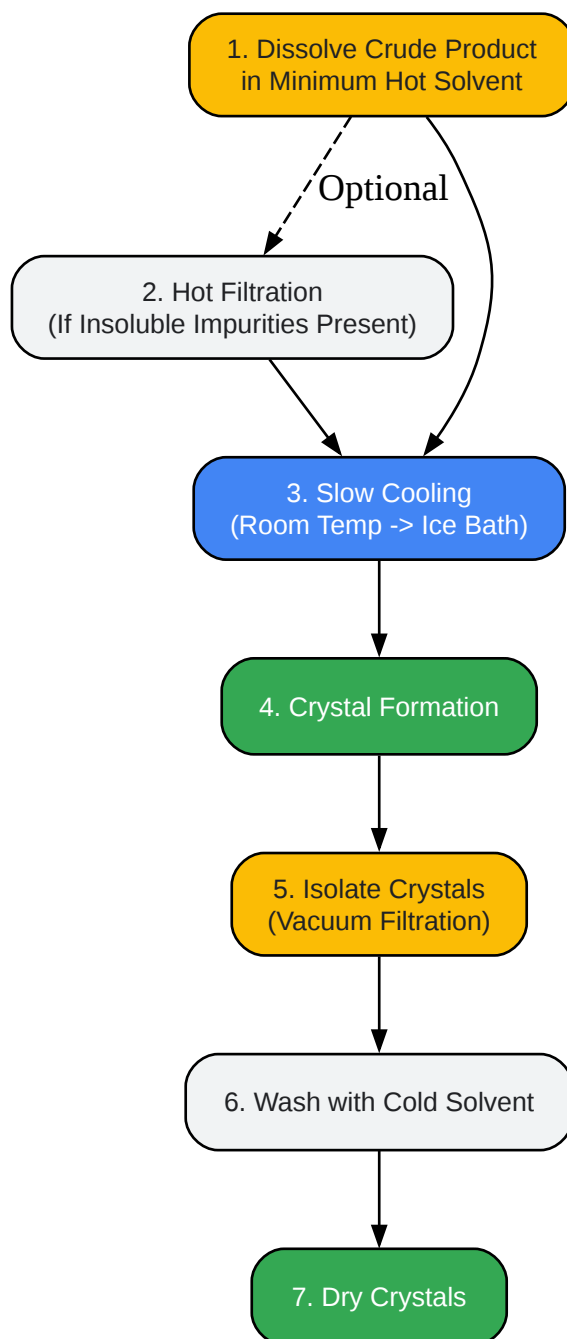 1. Dissolve Crude Product
in Minimum Hot Solvent
Optional
2. Hot Filtration
(If Insoluble Impurities Present)
3. Slow Cooling
(Room Temp -> Ice Bath)
4. Crystal Formation
5. Isolate Crystals
(Vacuum Filtration)
6. Wash with Cold Solvent
7. Dry Crystals